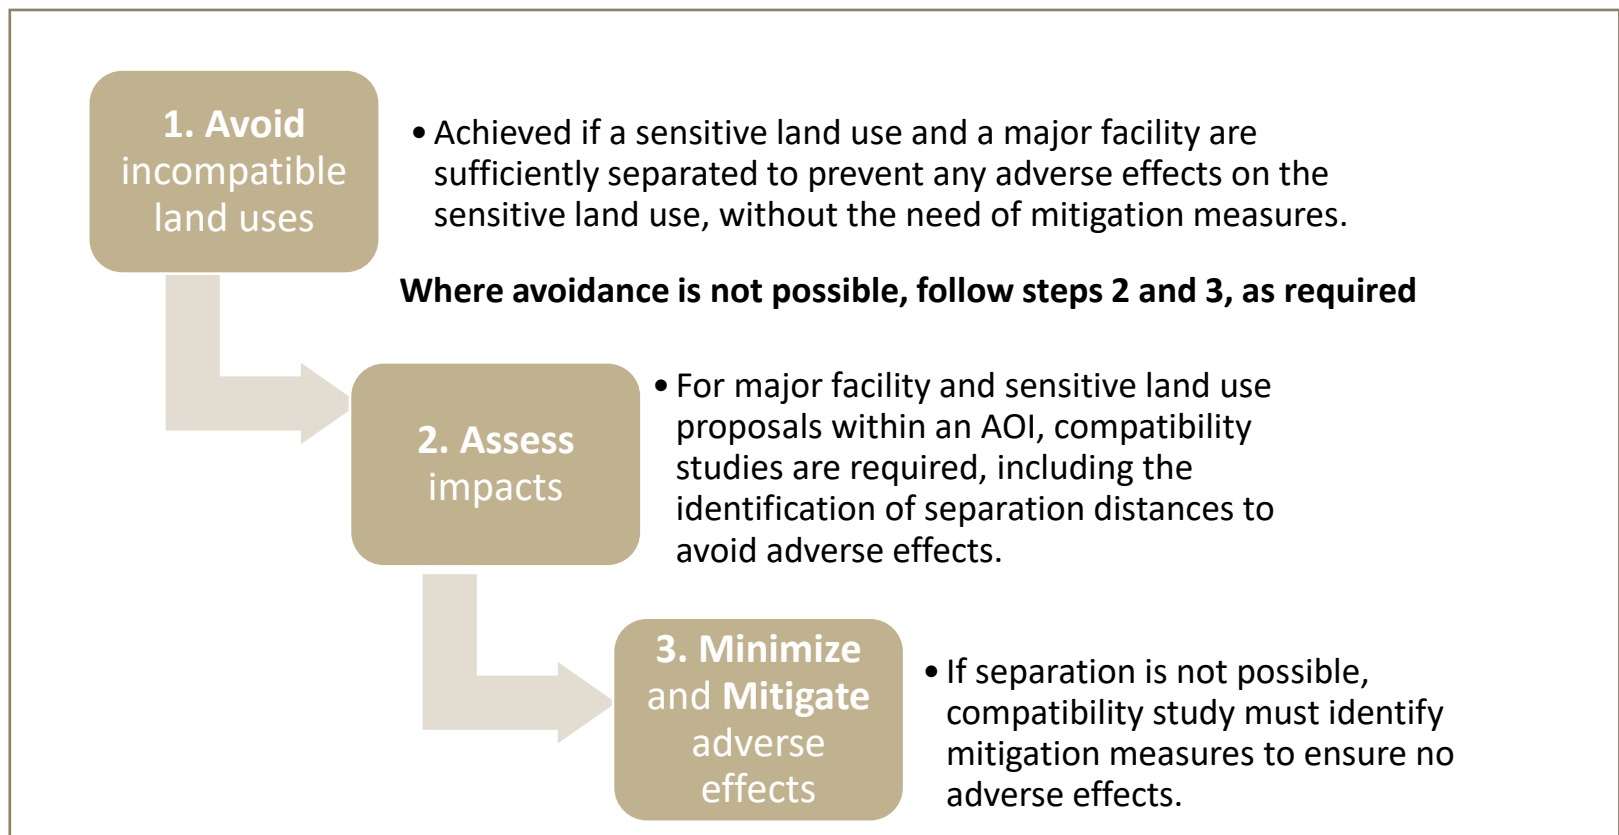 1. Avoid
incompatible
land uses
• Achieved if a sensitive land use and a major facility are
sufficiently separated to prevent any adverse effects on the
sensitive land use, without the need of mitigation measures.
Where avoidance is not possible, follow steps 2 and 3, as required
2. Assess
impacts
• For major facility and sensitive land use
proposals within an AOI, compatibility
studies are required, including the
identification of separation distances to
avoid adverse effects.
3. Minimize
and Mitigate
adverse
effects
• If separation is not possible,
compatibility study must identify
mitigation measures to ensure no
adverse effects.